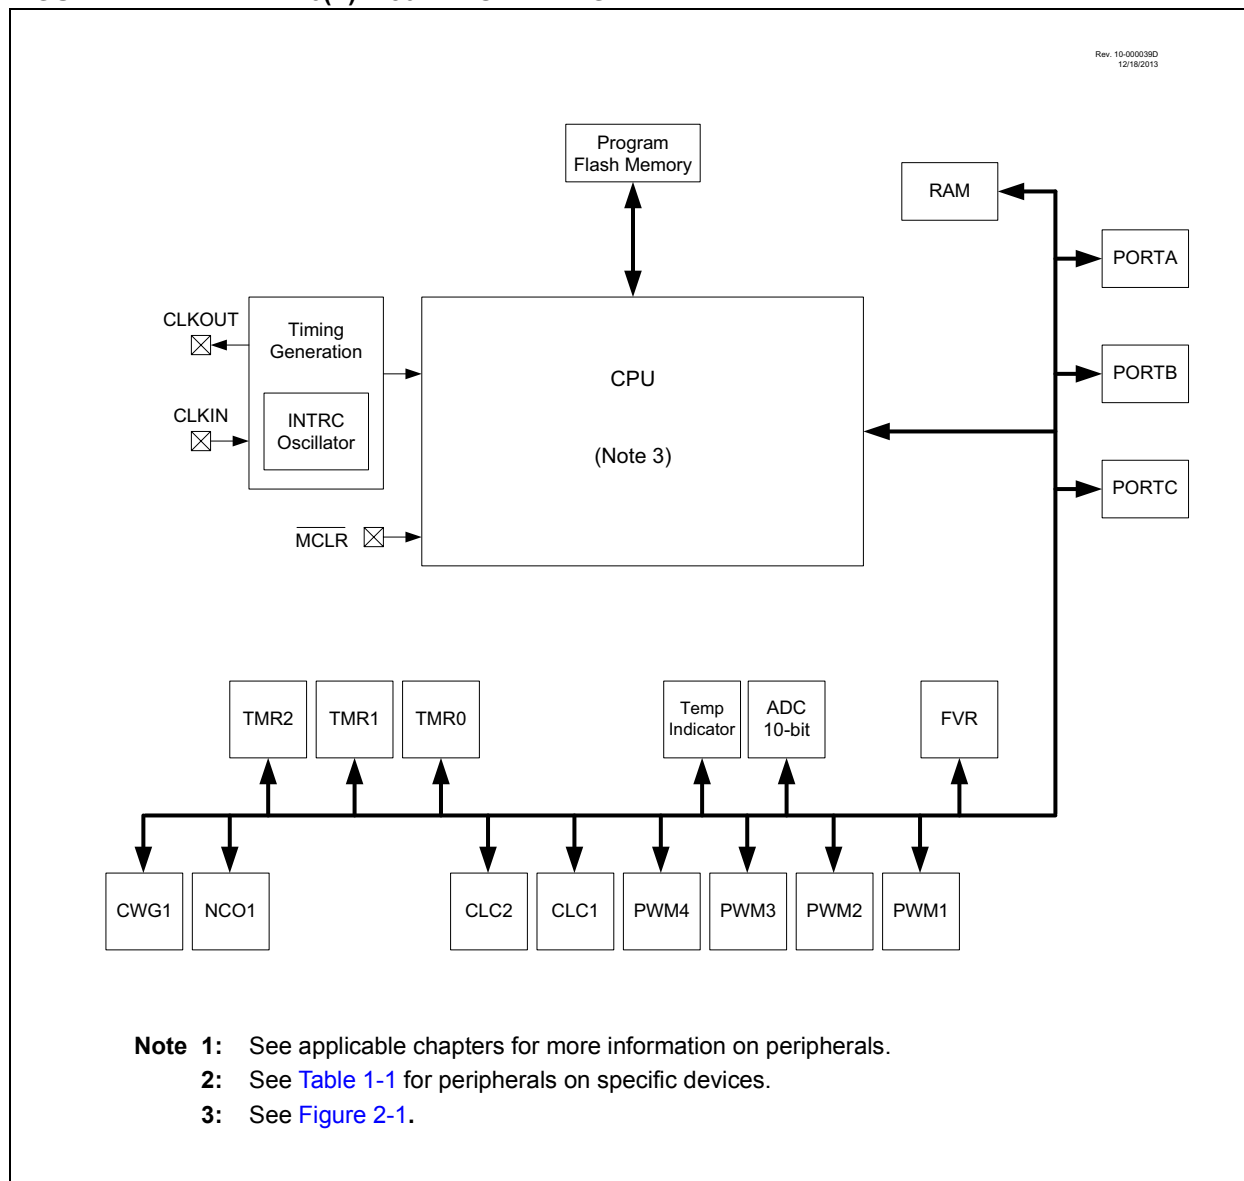 Rev. 10-000039D
12/18/2013
Program
Flash Memory
RAM
PORTA
CLKOUT
Timing
Generation
CPU
PORTB
CLKIN
INTRC
Oscillator
(Note 3)
PORTC
MCLR
TMR2
TMR1
TMR0
Temp
Indicator
ADC
10-bit
FVR
CWG1
NCO1
CLC2
CLC1
PWM4
PWM3
PWM2
PWM1
Note 1: See applicable chapters for more information on peripherals.
2: See Table 1-1 for peripherals on specific devices.
3: See Figure 2-1.